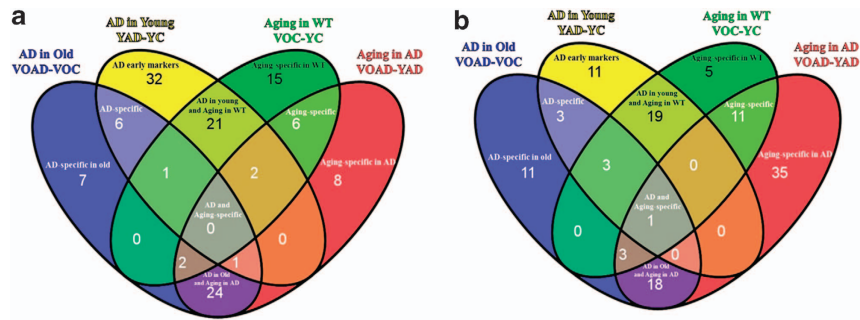 a
AD in Young
YAD-YC
Aging in WT
VOC-YC
AD in Old
VOAD-VOC
Aging in AD
VOAD-YAD
AD early markers
32
Aging-specific in WT
15
AD-specific
6
AD in young
and Aging in WT
21
Aging-specific
6
AD-specific in old
7
1
2
Aging-specific in AD
8
AD and
Aging-specific
0
0
0
2
1
AD in Old
and Aging in AD
24
b
AD in Young
YAD-YC
Aging in WT
VOC-YC
AD in Old
VOAD-VOC
Aging in AD
VOAD-YAD
AD early markers
11
Aging-specific in WT
5
AD-specific
3
AD in young
and Aging in WT
19
Aging-specific
11
AD-specific in old
11
3
0
Aging-specific in AD
35
AD and
Aging-specific
1
0
0
3
0
AD in Old
and Aging in AD
18